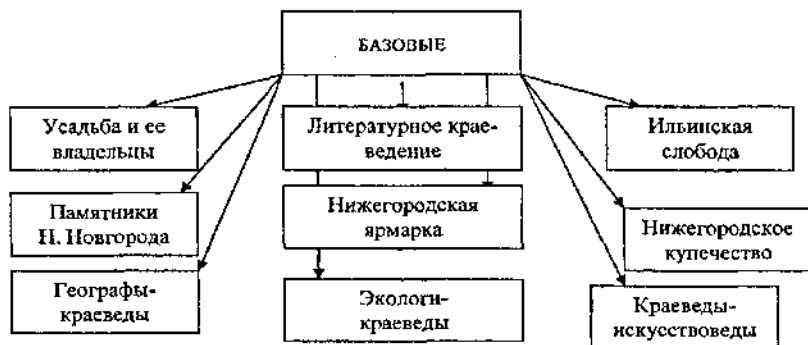 БАЗОВЫЕ
Усадьба и ее
владельцы
Литературное крае-
ведение
Ильинская
слобода
Памятники
Н. Новгорода
Нижегородская
ярмарка
Нижегородское
купечество
Географы-
краеведы
Экологи-
краеведы
Краеведы-
искусствоведы